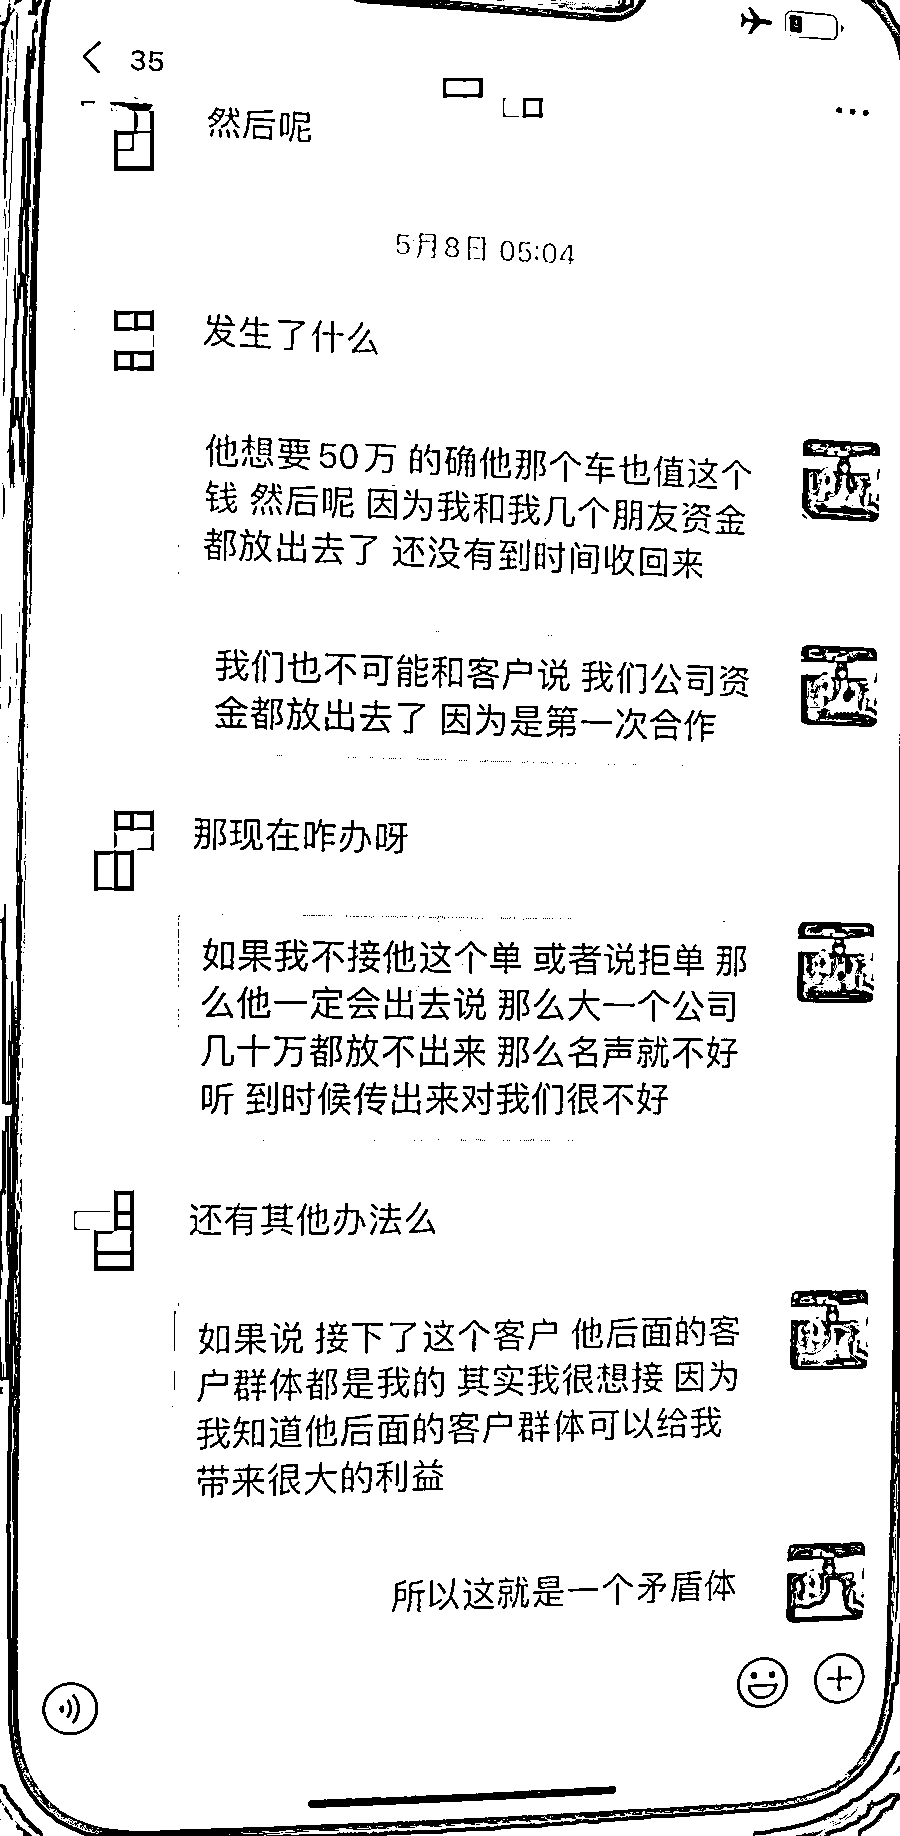 35
然后呢
5月8日 05:04
发生了什么
他想要50万 的确他那个车也值这个
钱 然后呢 因为我和我几个朋友资金
都放出去了 还没有到时间收回来
我们也不可能和客户说 我们公司资
金都放出去了 因为是第一次合作
那现在咋办呀
如果我不接他这个单 或者说拒单 那
么他一定会出去说 那么大一个公司
几十万都放不出来 那么名声就不好
听 到时候传出来对我们很不好
还有其他办法么
如果说 接下了这个客户 他后面的客
户群体都是我的 其实我很想接 因为
我知道他后面的客户群体可以给我
带来很大的利益
所以这就是一个矛盾体